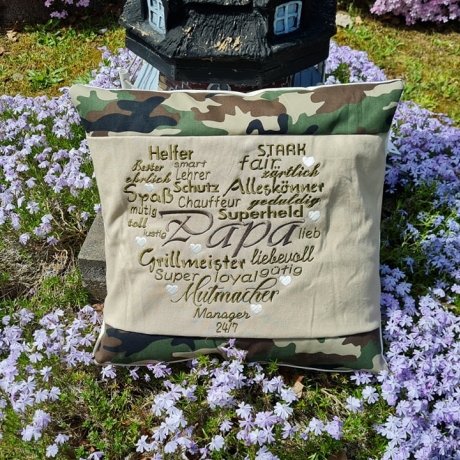 Helfer STARK
Bester smart fair zärtlich
ehrlich Lehrer
Spaß Schutz Alleskönner
mutig Chauffeur geduldig
Superheld
toll lustig Papa lieb
Grillmeister liebevoll
Super loyal gütig
Mutmacher
Manager
24/7